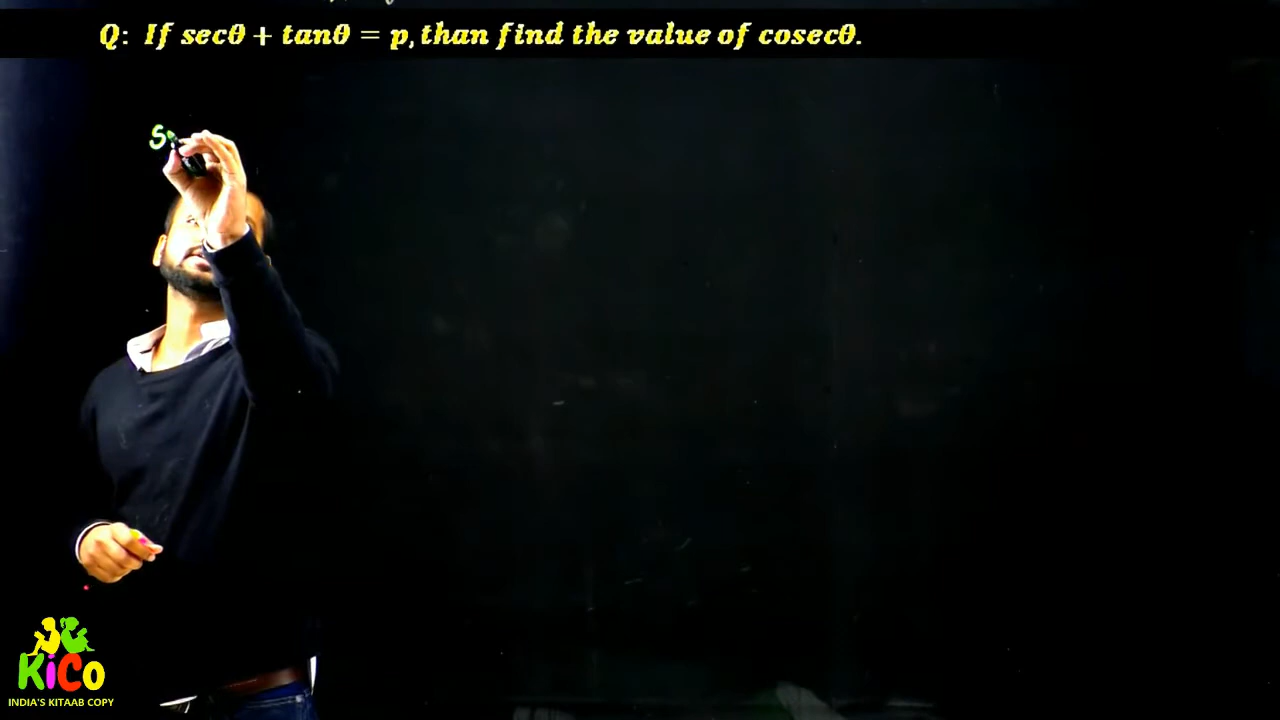 Q: If secθ + tanθ = p, than find the value of cosecθ.
S
KiCo
INDIA'S KITAAB COPY